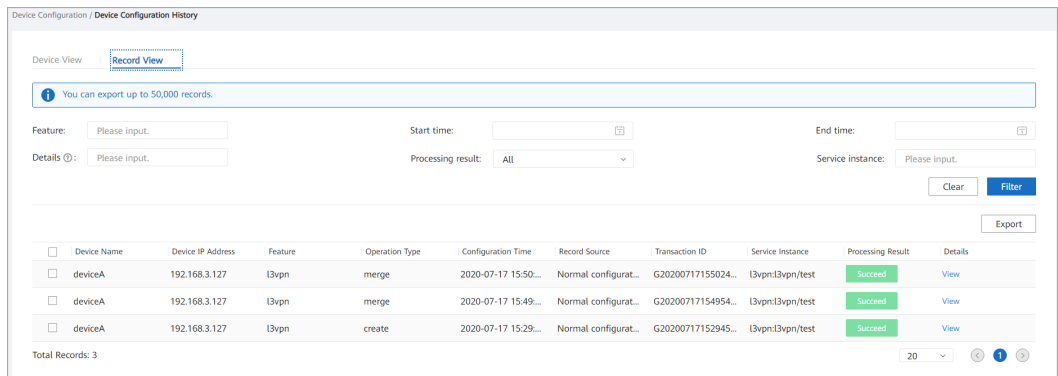 Device Configuration / Device Configuration History
Device View Record View
You can export up to 50,000 records.
Feature: Please input. Start time: End time:
Details ?: Please input. Processing result: All Service instance: Please input.
Clear Filter
Export
Device Name Device IP Address Feature Operation Type Configuration Time Record Source Transaction ID Service Instance Processing Result Details
deviceA 192.168.3.127 l3vpn merge 2020-07-17 15:50:... Normal configurat... G20200717155024... l3vpn:l3vpn/test Succeed View
deviceA 192.168.3.127 l3vpn merge 2020-07-17 15:49:... Normal configurat... G20200717154954... l3vpn:l3vpn/test Succeed View
deviceA 192.168.3.127 l3vpn create 2020-07-17 15:29:... Normal configurat... G20200717152945... l3vpn:l3vpn/test Succeed View
Total Records: 3 20 1